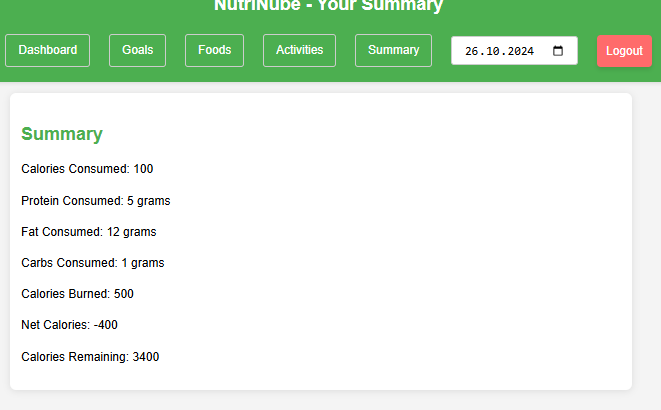 NutriNube - Your Summary
Dashboard Goals Foods Activities Summary 26.10.2024 Logout
Summary
Calories Consumed: 100
Protein Consumed: 5 grams
Fat Consumed: 12 grams
Carbs Consumed: 1 grams
Calories Burned: 500
Net Calories: -400
Calories Remaining: 3400